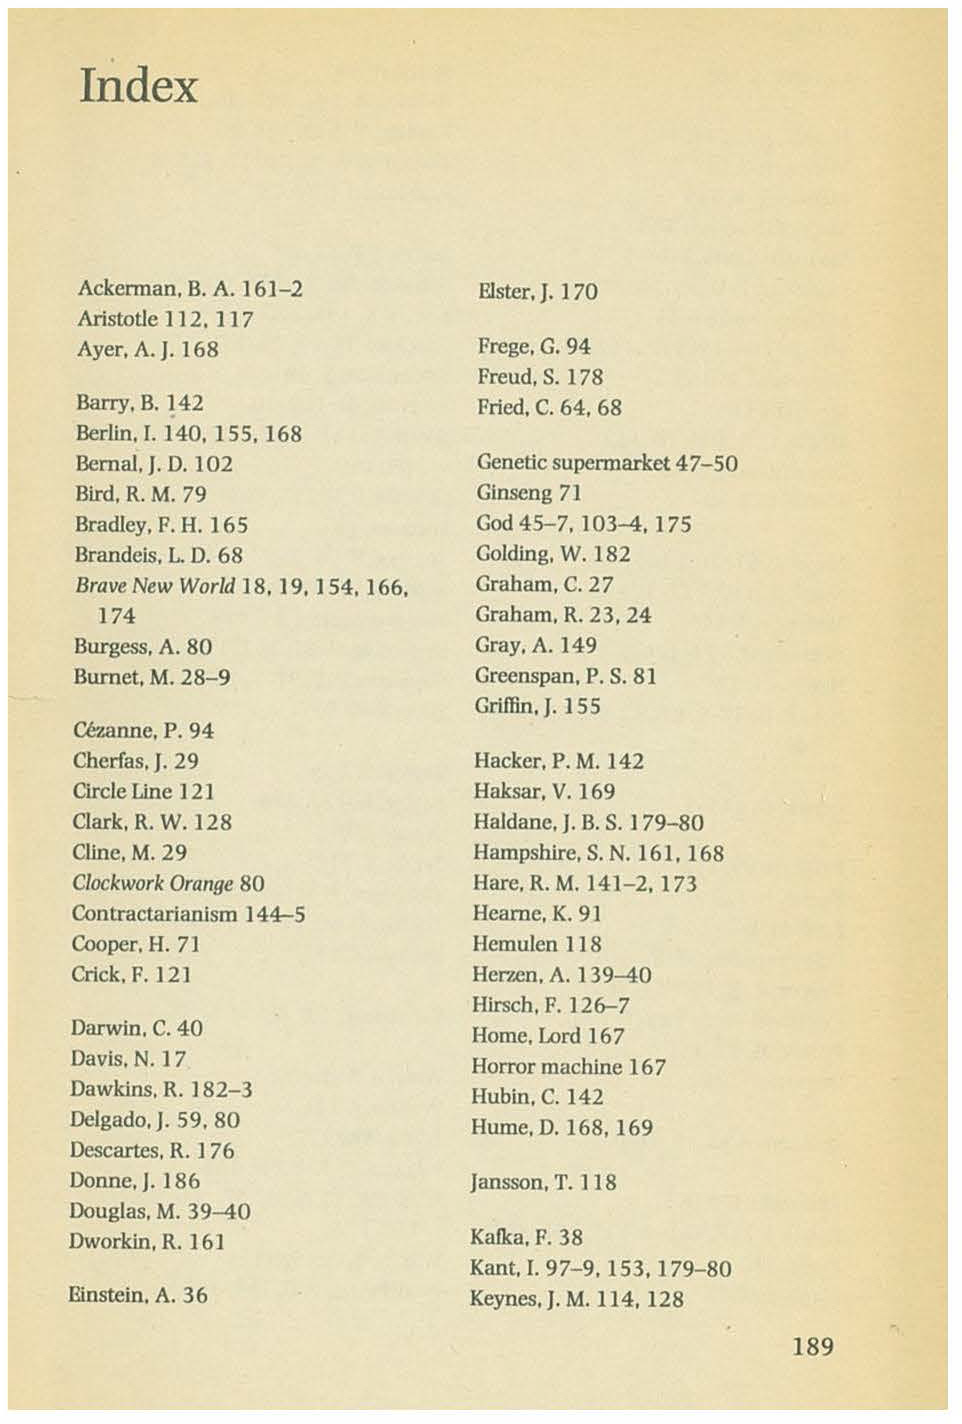 Index
Ackerman, B. A. 161–2
Aristotle 112, 117
Ayer, A. J. 168
Barry, B. 142
Berlin, I. 140, 155, 168
Bernal, J. D. 102
Bird, R. M. 79
Bradley, F. H. 165
Brandeis, L. D. 68
Brave New World 18, 19, 154, 166,
174
Burgess, A. 80
Burnet, M. 28–9
Cézanne, P. 94
Cherfas, J. 29
Circle Line 121
Clark, R. W. 128
Cline, M. 29
Clockwork Orange 80
Contractarianism 144–5
Cooper, H. 71
Crick, F. 121
Darwin, C. 40
Davis, N. 17
Dawkins, R. 182–3
Delgado, J. 59, 80
Descartes, R. 176
Donne, J. 186
Douglas, M. 39–40
Dworkin, R. 161
Einstein, A. 36
Elster, J. 170
Frege, G. 94
Freud, S. 178
Fried, C. 64, 68
Genetic supermarket 47–50
Ginseng 71
God 45–7, 103–4, 175
Golding, W. 182
Graham, C. 27
Graham, R. 23, 24
Gray, A. 149
Greenspan, P. S. 81
Griffin, J. 155
Hacker, P. M. 142
Haksar, V. 169
Haldane, J. B. S. 179–80
Hampshire, S. N. 161, 168
Hare, R. M. 141–2, 173
Hearne, K. 91
Hemulen 118
Herzen, A. 139–40
Hirsch, F. 126–7
Home, Lord 167
Horror machine 167
Hubin, C. 142
Hume, D. 168, 169
Jansson, T. 118
Kafka, F. 38
Kant, I. 97–9, 153, 179–80
Keynes, J. M. 114, 128
189